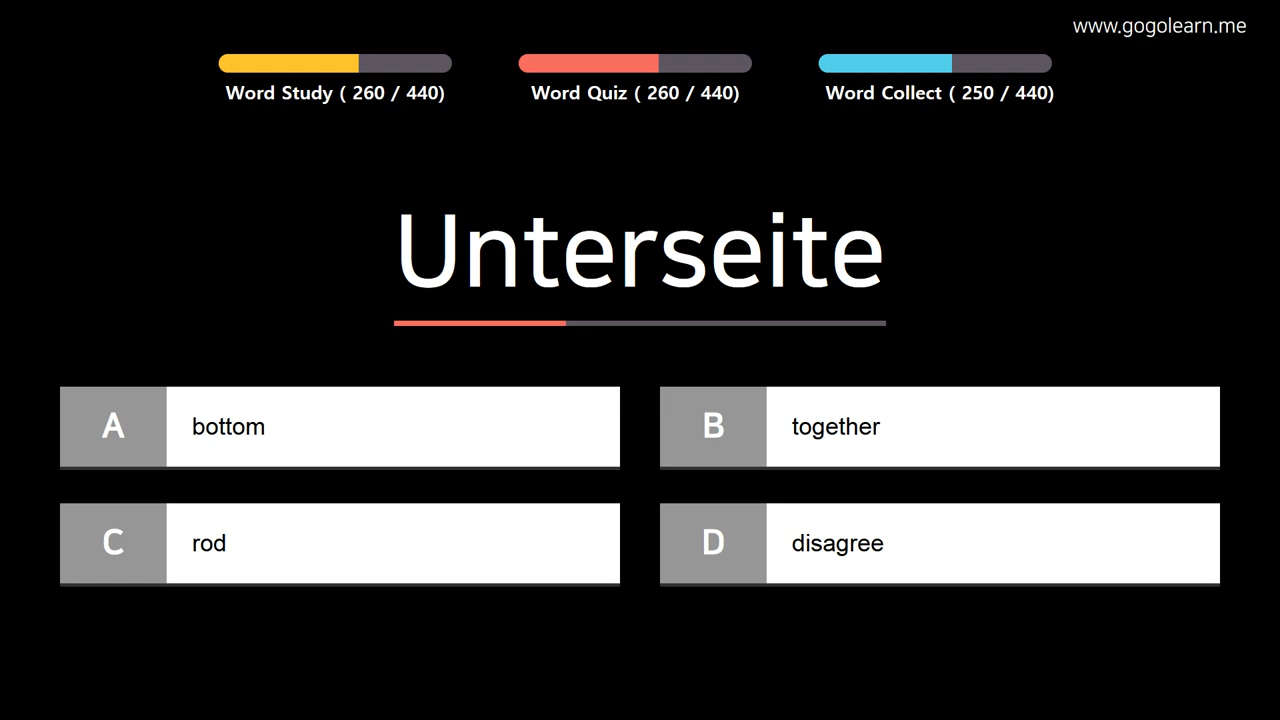 www.gogolearn.me
Word Study ( 260 / 440)
Word Quiz ( 260 / 440)
Word Collect ( 250 / 440)
Unterseite
A bottom
B together
C rod
D disagree